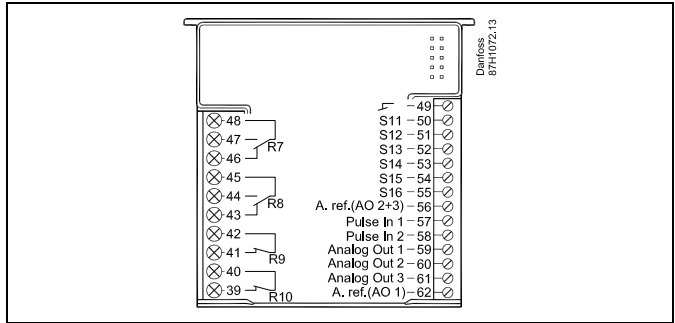 Danfoss
87H1072.13
48
47
R7
46
45
44
R8
43
42
41
R9
40
39
R10
49
S11 50
S12 51
S13 52
S14 53
S15 54
S16 55
A. ref.(AO 2+3) 56
Pulse In 1 57
Pulse In 2 58
Analog Out 1 59
Analog Out 2 60
Analog Out 3 61
A. ref.(AO 1) 62